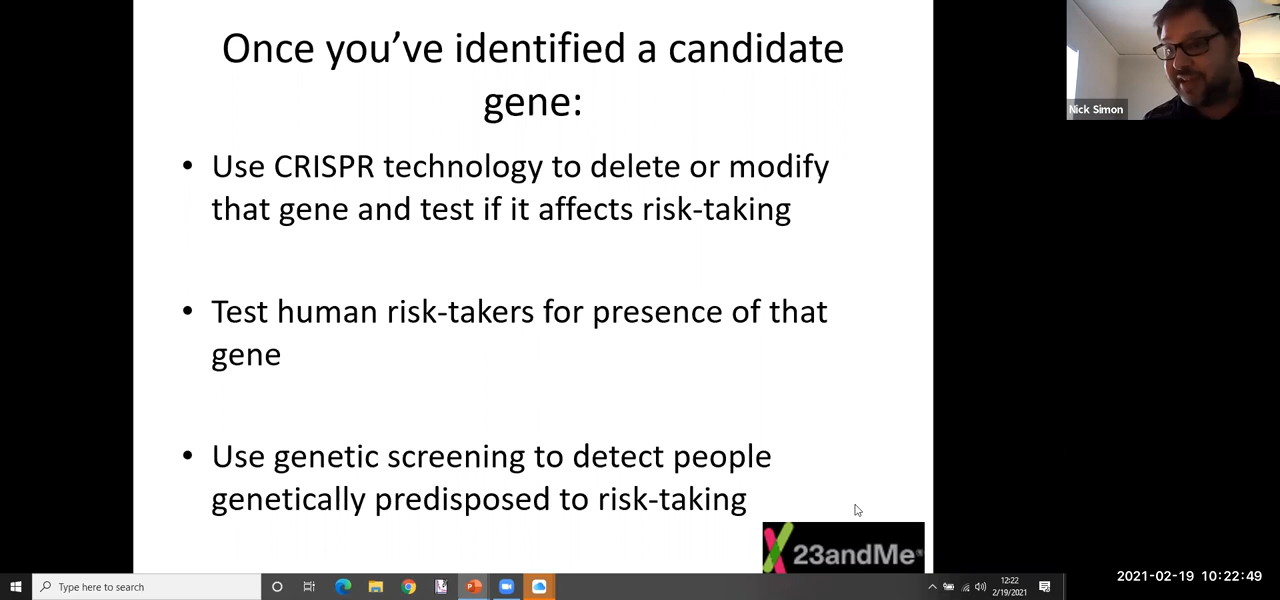 Once you’ve identified a candidate
gene:
• Use CRISPR technology to delete or modify
that gene and test if it affects risk-taking
• Test human risk-takers for presence of that
gene
• Use genetic screening to detect people
genetically predisposed to risk-taking
23andMe®
Nick Simon
Type here to search
12:22
2/19/2021
2021-02-19 10:22:49